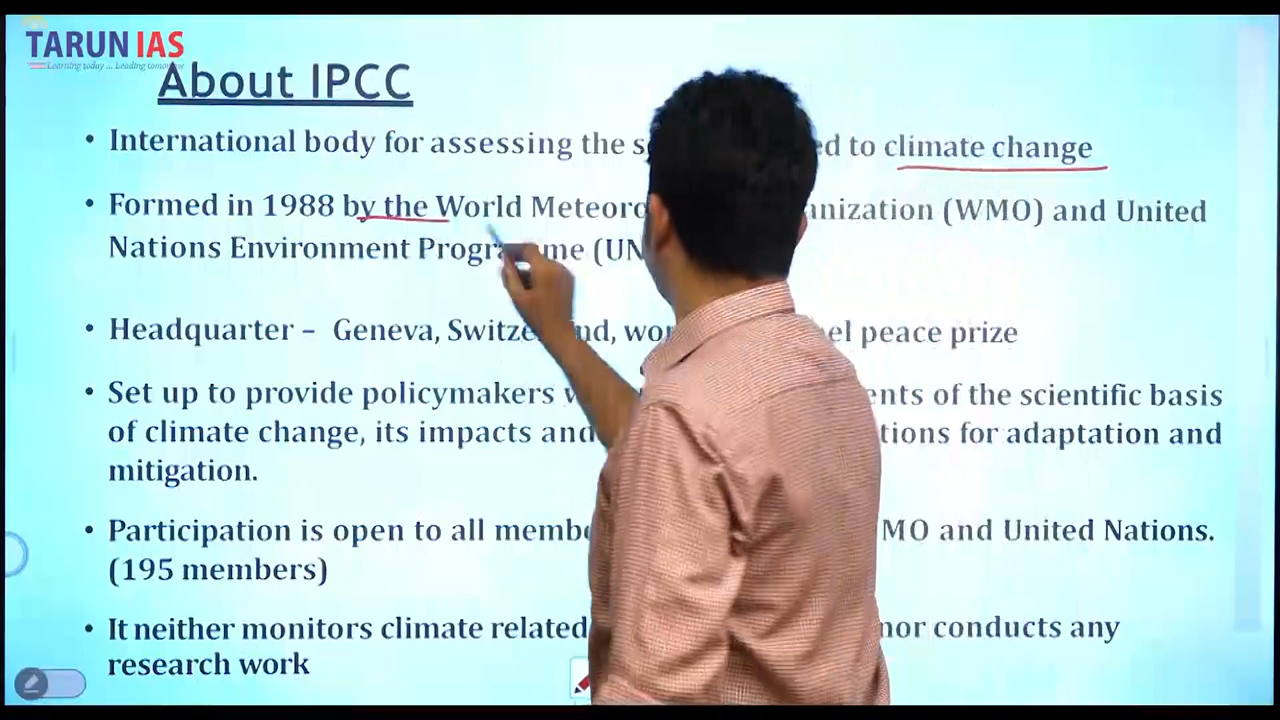 TARUN IAS
Learning today ... Leading tomorrow
About IPCC
• International body for assessing the ed to climate change
• Formed in 1988 by the World Meteoro anization (WMO) and United
Nations Environment Programme (UN
• Headquarter – Geneva, Switze nd, wo el peace prize
• Set up to provide policymakers ents of the scientific basis
of climate change, its impacts and tions for adaptation and
mitigation.
• Participation is open to all membe MO and United Nations.
(195 members)
• It neither monitors climate related nor conducts any
research work